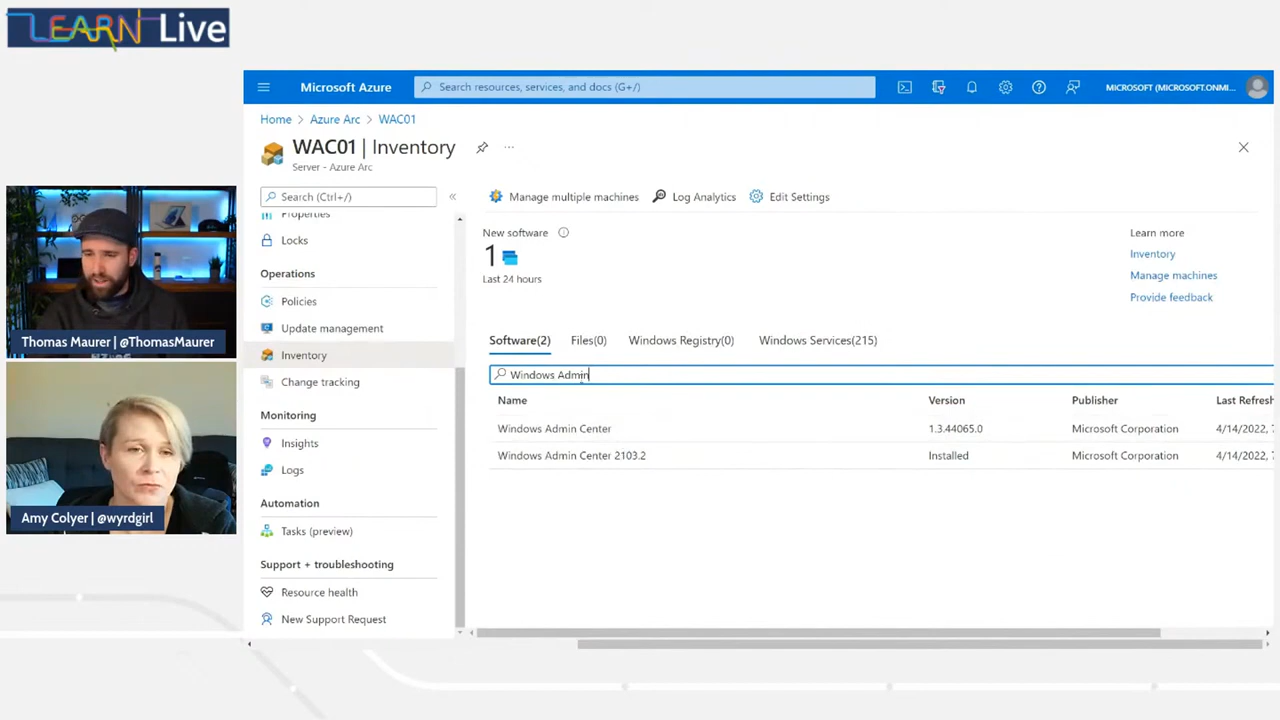 LEARN Live
Microsoft Azure
Search resources, services, and docs (G+/)
MICROSOFT (MICROSOFT.ONMI...
Home > Azure Arc > WAC01
WAC01 | Inventory
Server - Azure Arc
Search (Ctrl+/)
Properties
Locks
Operations
Policies
Update management
Inventory
Change tracking
Monitoring
Insights
Logs
Automation
Tasks (preview)
Support + troubleshooting
Resource health
New Support Request
Manage multiple machines
Log Analytics
Edit Settings
New software
1
Last 24 hours
Learn more
Inventory
Manage machines
Provide feedback
Software(2) Files(0) Windows Registry(0) Windows Services(215)
Windows Admin
Name Version Publisher Last Refresh
Windows Admin Center 1.3.44065.0 Microsoft Corporation 4/14/2022, 7
Windows Admin Center 2103.2 Installed Microsoft Corporation 4/14/2022, 7
Thomas Maurer | @ThomasMaurer
Amy Colyer | @wyrdgirl